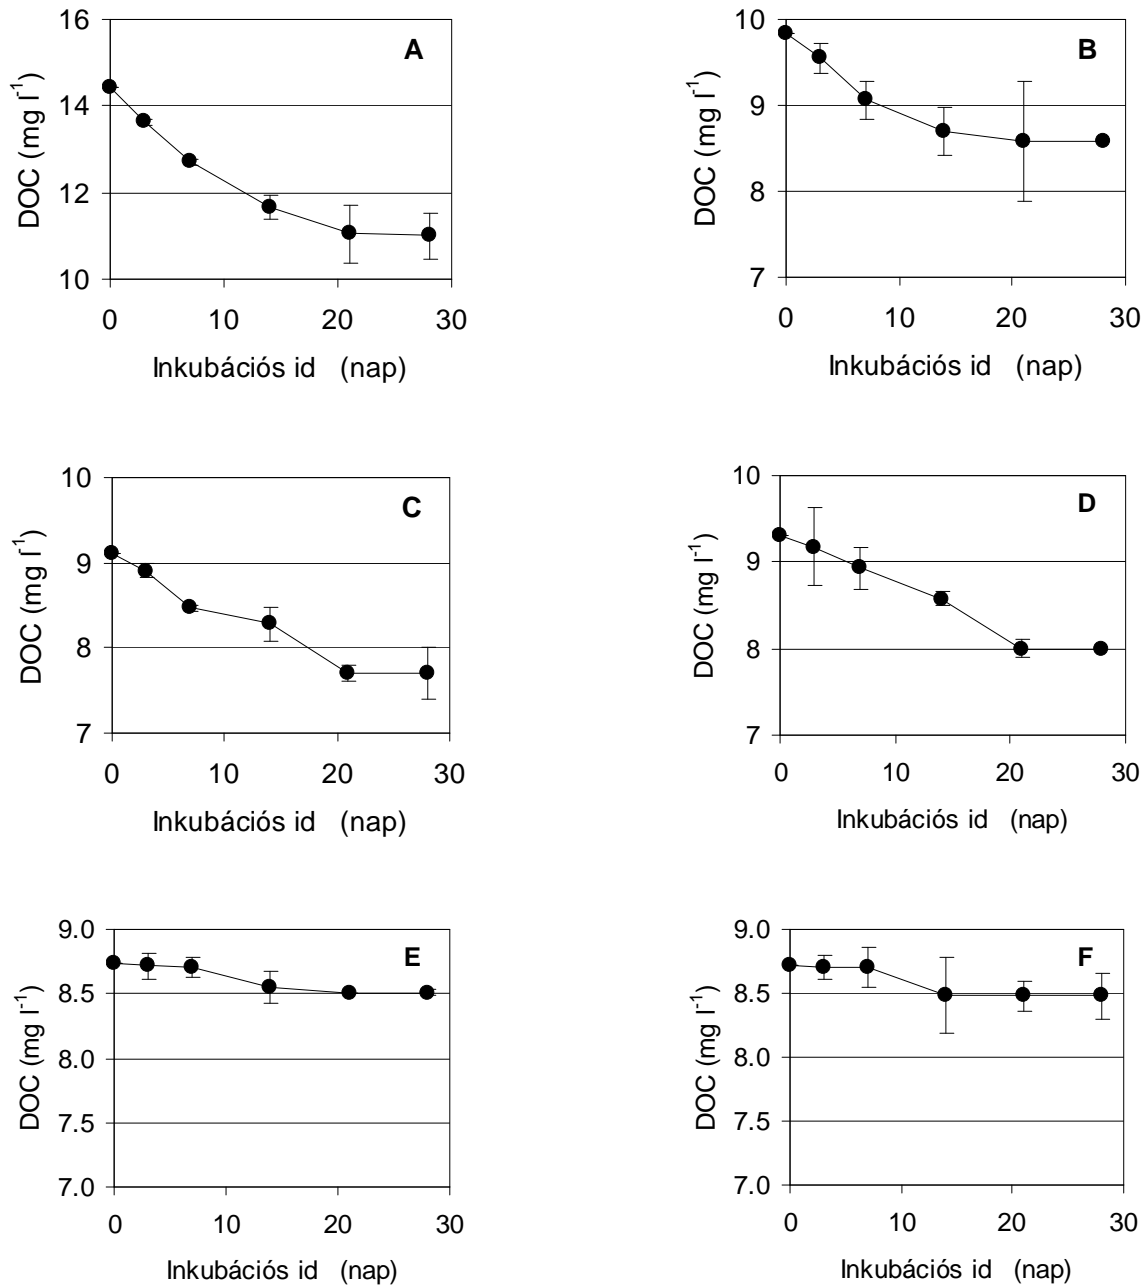 A
DOC (mg l-1)
16
14
12
10
0 10 20 30
Inkubációs id (nap)
B
DOC (mg l-1)
10
9
8
7
0 10 20 30
Inkubációs id (nap)
C
DOC (mg l-1)
10
9
8
7
0 10 20 30
Inkubációs id (nap)
D
DOC (mg l-1)
10
9
8
7
0 10 20 30
Inkubációs id (nap)
E
DOC (mg l-1)
9.0
8.5
8.0
7.5
7.0
0 10 20 30
Inkubációs id (nap)
F
DOC (mg l-1)
9.0
8.5
8.0
7.5
7.0
0 10 20 30
Inkubációs id (nap)